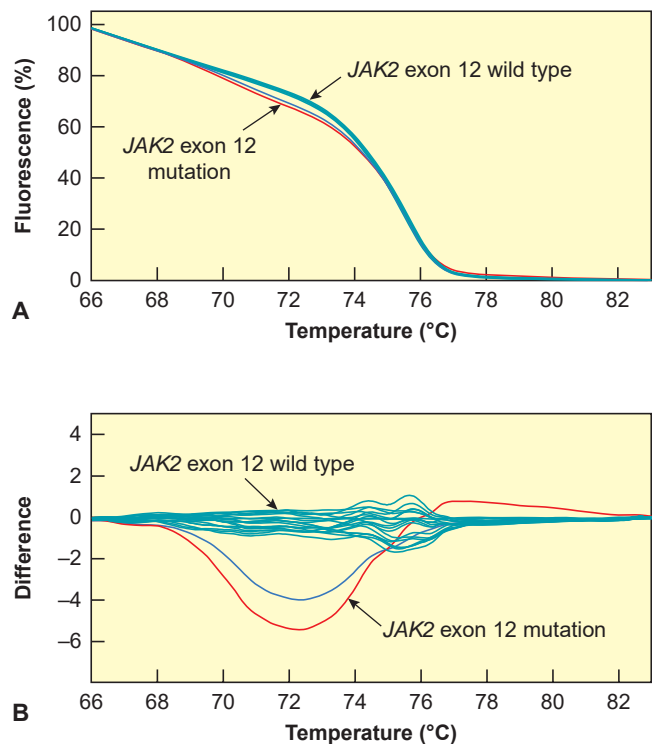 100
80
60
40
20
0
Fluorescence (%)
JAK2 exon 12 wild type
JAK2 exon 12
mutation
66 68 70 72 74 76 78 80 82
A
Temperature (°C)
4
2
0
–2
–4
–6
Difference
JAK2 exon 12 wild type
JAK2 exon 12 mutation
66 68 70 72 74 76 78 80 82
B
Temperature (°C)